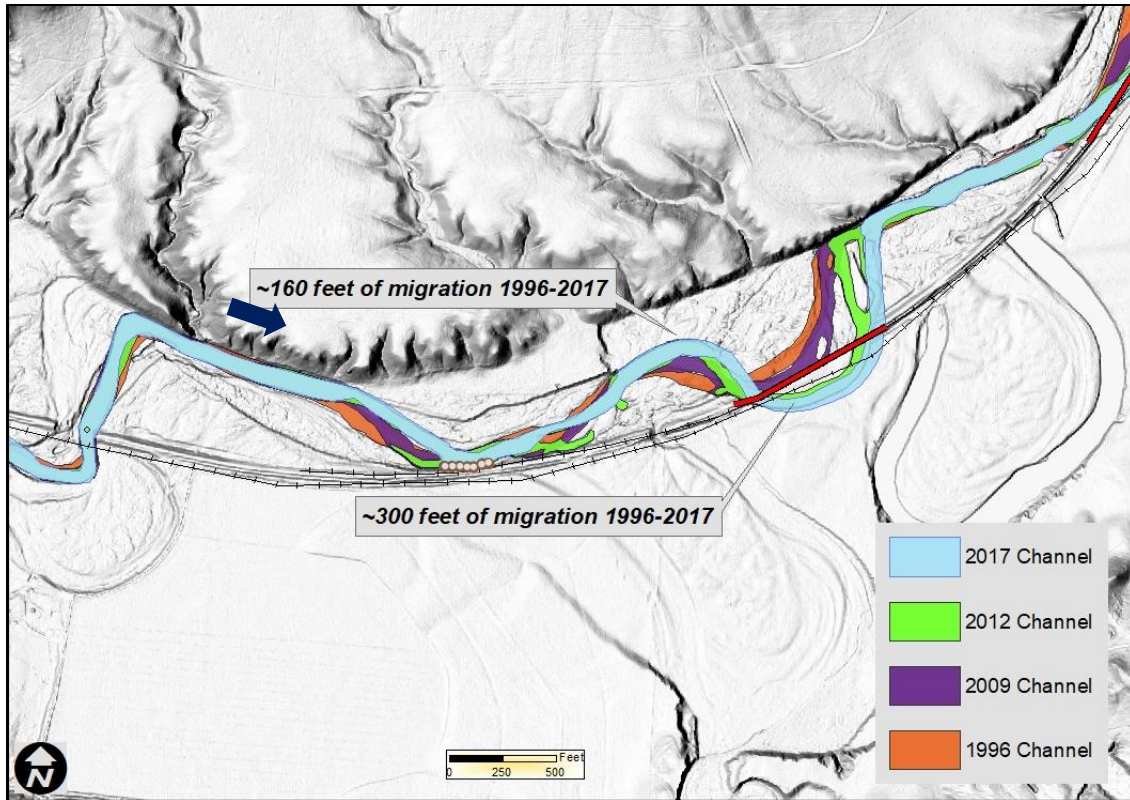 ~160 feet of migration 1996-2017
~300 feet of migration 1996-2017
2017 Channel
2012 Channel
2009 Channel
1996 Channel
N
Feet
0 250 500